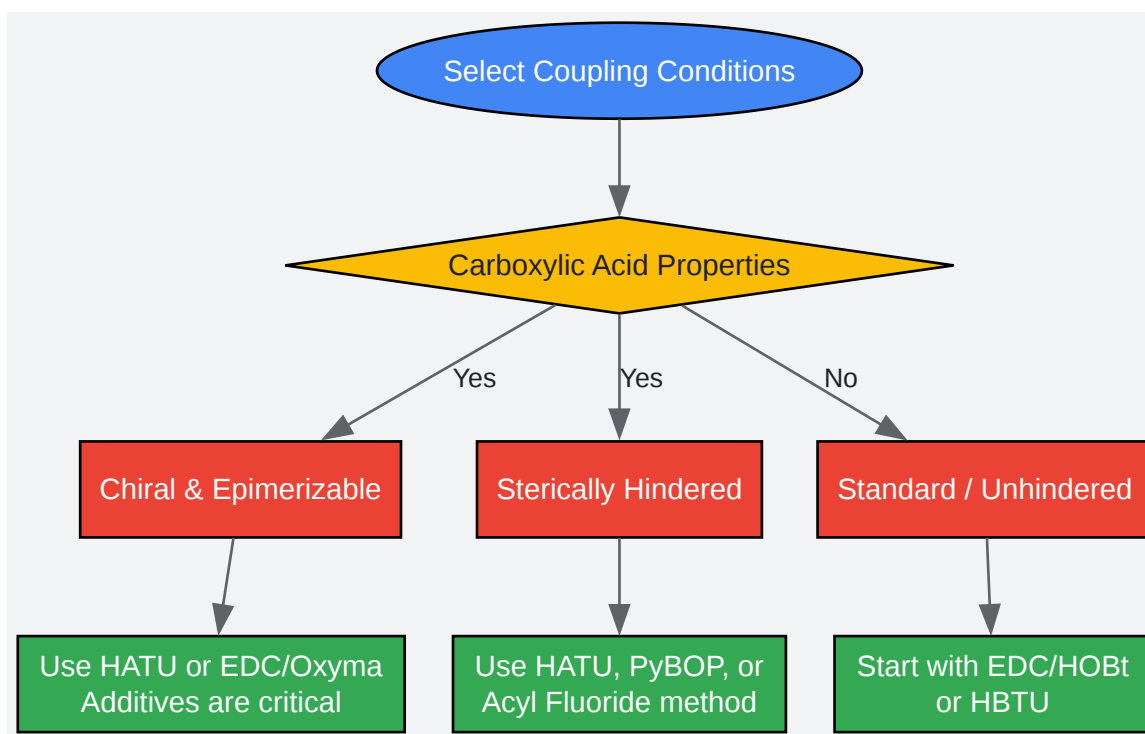 Select Coupling Conditions
Carboxylic Acid Properties
Yes
Yes
No
Chiral & Epimerizable
Sterically Hindered
Standard / Unhindered
Use HATU or EDC/Oxyma
Additives are critical
Use HATU, PyBOP, or
Acyl Fluoride method
Start with EDC/HOBt
or HBTU